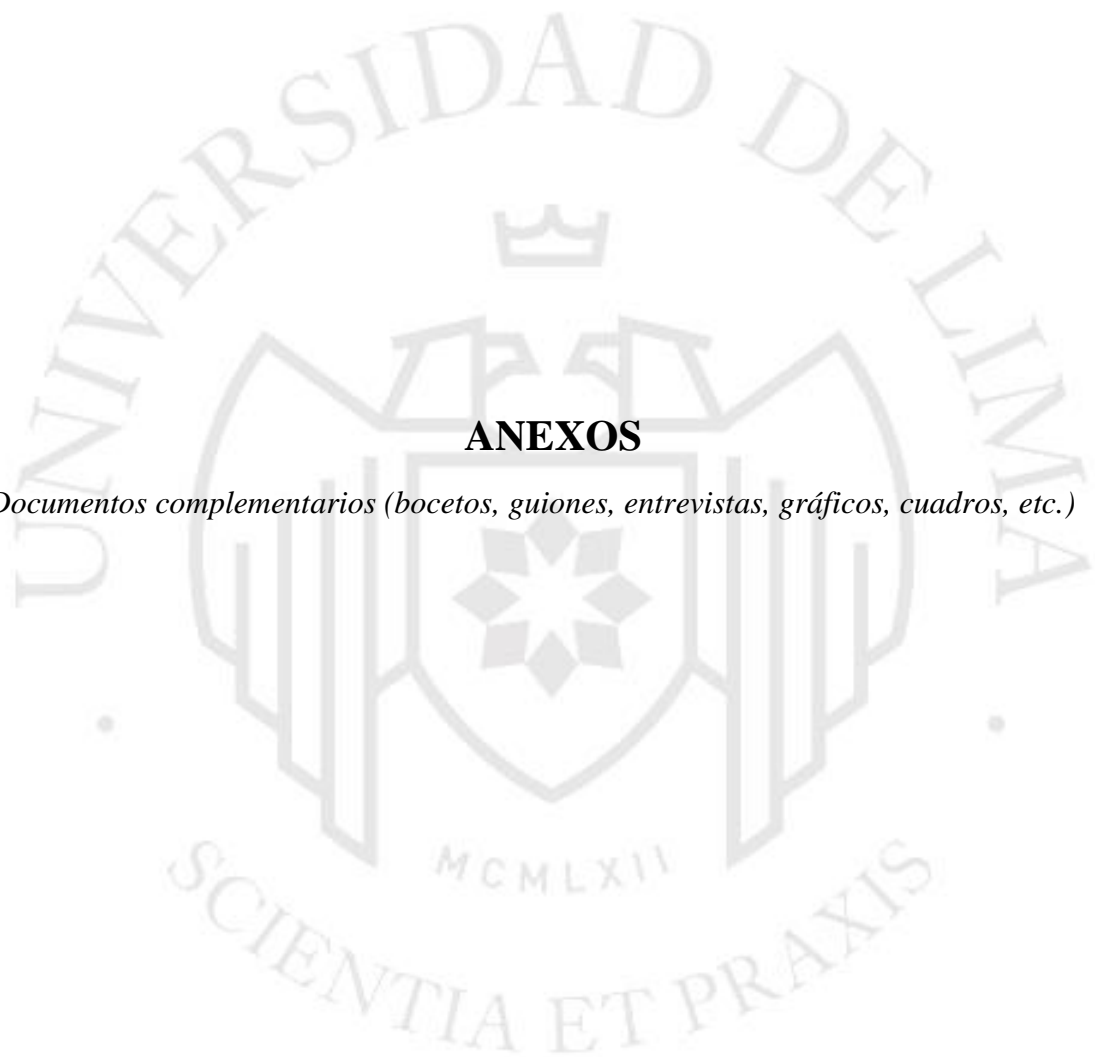 UNIVERSIDAD DE LIMA
ANEXOS
Documentos complementarios (bocetos, guiones, entrevistas, gráficos, cuadros, etc.)
MCMLXII
SCIENTIA ET PRAXIS